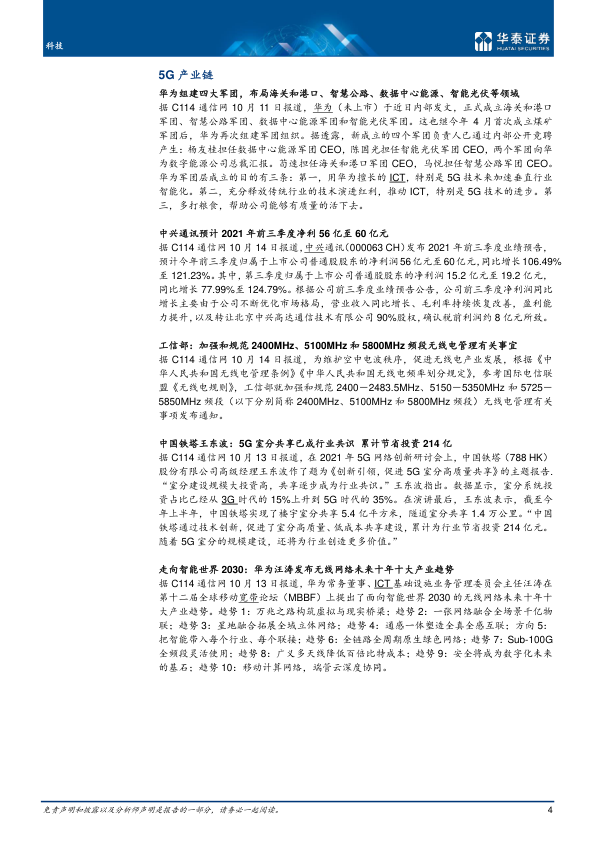 科技
华泰证券
HUATAI SECURITIES
5G 产业链
华为组建四大军团，布局海关和港口、智慧公路、数据中心能源、智能光伏等领域
据 C114 通信网 10 月 11 日报道，华为（未上市）于近日内部发文，正式成立海关和港口
军团、智慧公路军团、数据中心能源军团和智能光伏军团。这也继今年 4 月首次成立煤矿
军团后，华为再次组建军团组织。据透露，新成立的四个军团负责人已通过内部公开竞聘
产生：杨友桂担任数据中心能源军团 CEO，陈国光担任智能光伏军团 CEO，两个军团向华
为数字能源公司总裁汇报。苟速担任海关和港口军团 CEO，马悦担任智慧公路军团 CEO。
华为军团层成立的目的有三条：第一，用华为擅长的 ICT，特别是 5G 技术来加速垂直行业
智能化。第二，充分释放传统行业的技术演进红利，推动 ICT，特别是 5G 技术的进步。第
三，多打粮食，帮助公司能够有质量的活下去。
中兴通讯预计 2021 年前三季度净利 56 亿至 60 亿元
据 C114 通信网 10 月 14 日报道，中兴通讯（000063 CH）发布 2021 年前三季度业绩预告，
预计今年前三季度归属于上市公司普通股股东的净利润 56 亿元至 60 亿元，同比增长 106.49%
至 121.23%。其中，第三季度归属于上市公司普通股股东的净利润 15.2 亿元至 19.2 亿元，
同比增长 77.99%至 124.79%。根据公司前三季度业绩预告公告，公司前三季度净利润同比
增长主要由于公司不断优化市场格局，营业收入同比增长、毛利率持续恢复改善，盈利能
力提升，以及转让北京中兴高达通信技术有限公司 90%股权，确认税前利润约 8 亿元所致。
工信部：加强和规范 2400MHz、5100MHz 和 5800MHz 频段无线电管理有关事宜
据 C114 通信网 10 月 14 日报道，为维护空中电波秩序，促进无线电产业发展，根据《中
华人民共和国无线电管理条例》《中华人民共和国无线电频率划分规定》，参考国际电信联
盟《无线电规则》，工信部就加强和规范 2400－2483.5MHz、5150－5350MHz 和 5725－
5850MHz 频段（以下分别简称 2400MHz、5100MHz 和 5800MHz 频段）无线电管理有关
事项发布通知。
中国铁塔王东波：5G 室分共享已成行业共识 累计节省投资 214 亿
据 C114 通信网 10 月 13 日报道，在 2021 年 5G 网络创新研讨会上，中国铁塔（788 HK）
股份有限公司高级经理王东波作了题为《创新引领，促进 5G 室分高质量共享》的主题报告.
“室分建设规模大投资高，共享逐步成为行业共识。”王东波指出。数据显示，室分系统投
资占比已经从 3G 时代的 15%上升到 5G 时代的 35%。在演讲最后，王东波表示，截至今
年上半年，中国铁塔实现了楼宇室分共享 5.4 亿平方米，隧道室分共享 1.4 万公里。“中国
铁塔通过技术创新，促进了室分高质量、低成本共享建设，累计为行业节省投资 214 亿元。
随着 5G 室分的规模建设，还将为行业创造更多价值。”
走向智能世界 2030：华为汪涛发布无线网络未来十年十大产业趋势
据 C114 通信网 10 月 13 日报道，华为常务董事、ICT 基础设施业务管理委员会主任汪涛在
第十二届全球移动宽带论坛（MBBF）上提出了面向智能世界 2030 的无线网络未来十年十
大产业趋势。趋势 1：万兆之路构筑虚拟与现实桥梁；趋势 2：一张网络融合全场景千亿物
联；趋势 3：星地融合拓展全域立体网络；趋势 4：通感一体塑造全真全感互联；方向 5：
把智能带入每个行业、每个联接；趋势 6：全链路全周期原生绿色网络；趋势 7：Sub-100G
全频段灵活使用；趋势 8：广义多天线降低百倍比特成本；趋势 9：安全将成为数字化未来
的基石；趋势 10：移动计算网络，端管云深度协同。
免责声明和披露以及分析师声明是报告的一部分，请务必一起阅读。
4